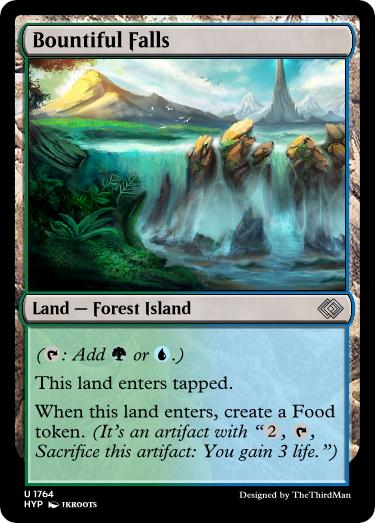 Bountiful Falls
Land — Forest Island
(: Add or .)
This land enters tapped.
When this land enters, create a Food
token. (It's an artifact with “2, ,
Sacrifice this artifact: You gain 3 life.”)
U 1764
HYP JKROOTS
Designed by TheThirdMan